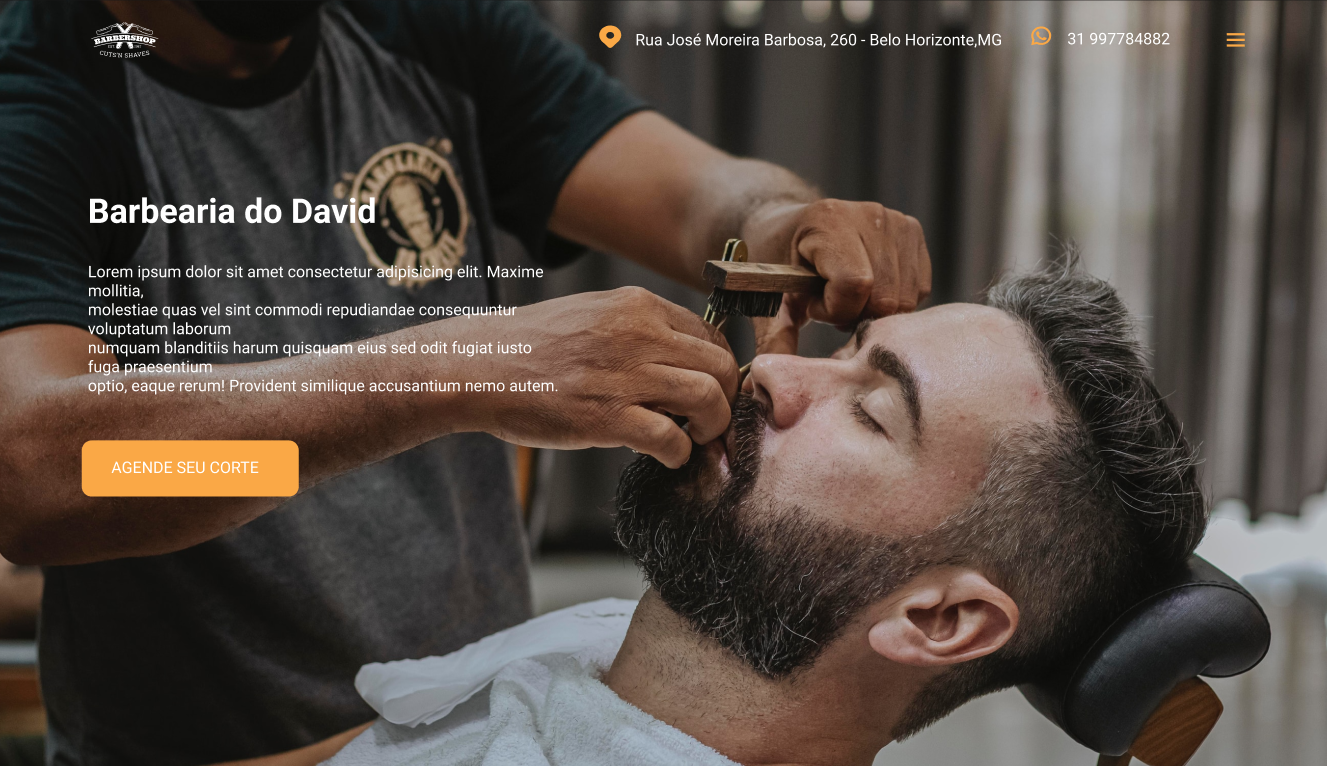 BARBERSHOP
CUTS'N SHAVES
Rua José Moreira Barbosa, 260 - Belo Horizonte,MG
31 997784882
Barbearia do David
Lorem ipsum dolor sit amet consectetur adipisicing elit. Maxime
mollitia,
molestiae quas vel sint commodi repudiandae consequuntur
voluptatum laborum
numquam blanditiis harum quisquam eius sed odit fugiat iusto
fuga praesentium
optio, eaque rerum! Provident similique accusantium nemo autem.
AGENDE SEU CORTE